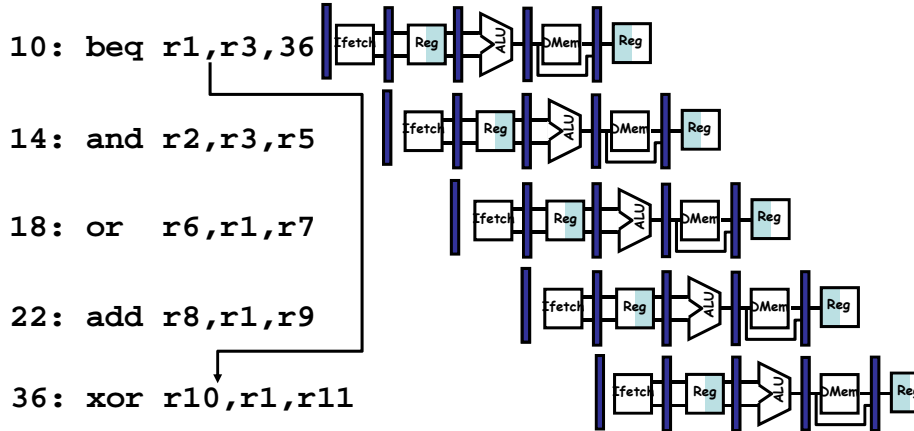 10: beq r1,r3,36 Ifetch Reg ALU DMem Reg
14: and r2,r3,r5 Ifetch Reg ALU DMem Reg
18: or r6,r1,r7 Ifetch Reg ALU DMem Reg
22: add r8,r1,r9 Ifetch Reg ALU DMem Reg
36: xor r10,r1,r11 Ifetch Reg ALU DMem Reg